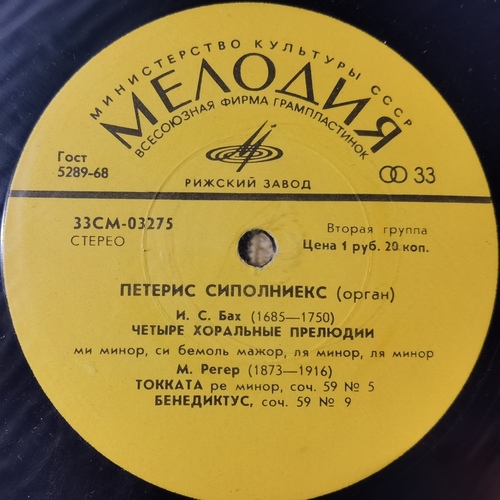 МИНИСТЕРСТВО КУЛЬТУРЫ СССР
МЕЛОДИЯ
ВСЕСОЮЗНАЯ ФИРМА ГРАМПЛАСТИНОК
Гост
5289-68
33
РИЖСКИЙ ЗАВОД
33СМ-03275
СТЕРЕО
Вторая группа
Цена 1 руб. 20 коп.
ПЕТЕРИС СИПОЛНИЕКС (орган)
И. С. Бах (1685—1750)
ЧЕТЫРЕ ХОРАЛЬНЫЕ ПРЕЛЮДИИ
ми минор, си бемоль мажор, ля минор, ля минор
М. Регер (1873—1916)
ТОККАТА ре минор, соч. 59 № 5
БЕНЕДИКТУС, соч. 59 № 9